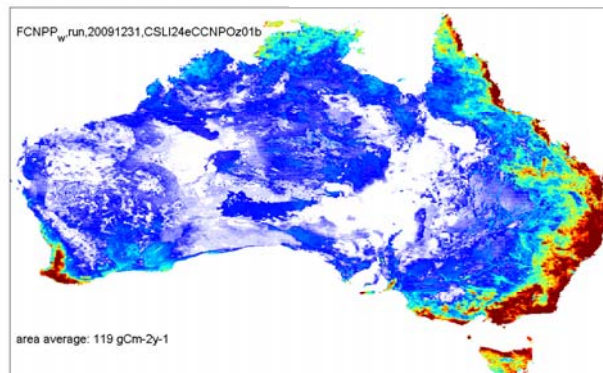 FCNPPw,run,20091231,CSLI24eCCNPOz01b
area average: 119 gCm-2y-1